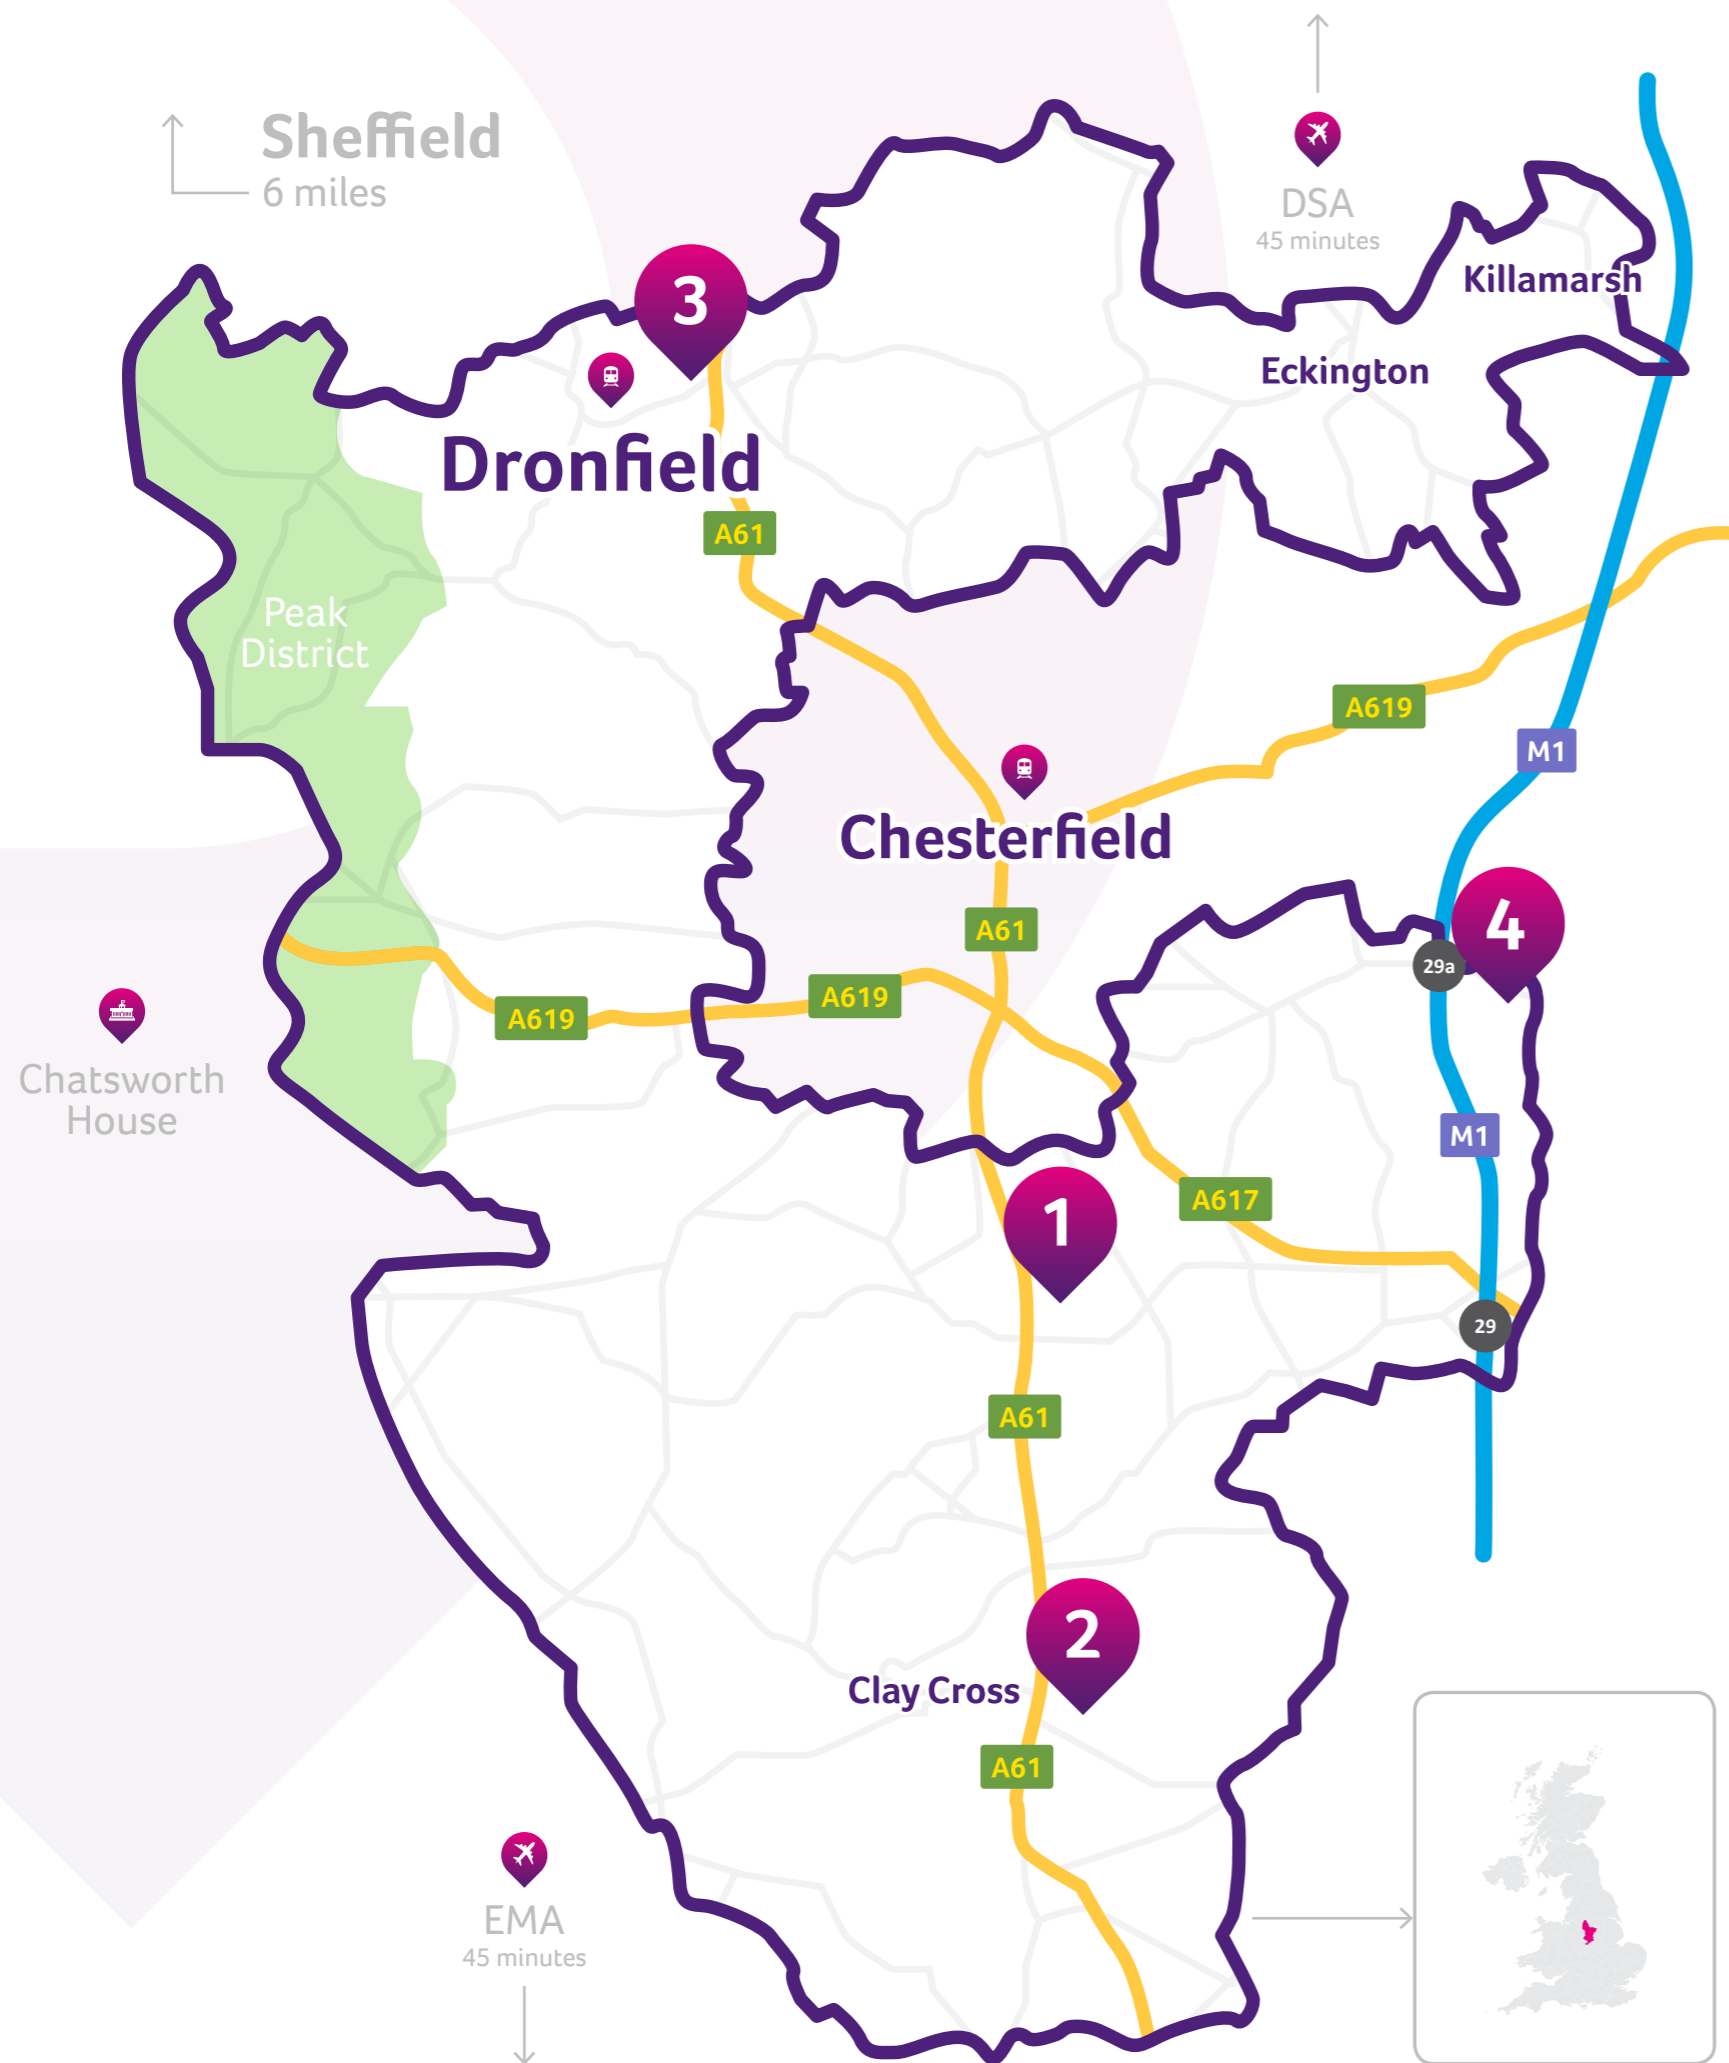 Sheffield
6 miles
DSA
45 minutes
Killamarsh
3
Eckington
Dronfield
A61
Peak
District
A619
M1
Chesterfield
A61
4
29a
A619
A619
Chatsworth
House
M1
A617
1
29
A61
2
Clay Cross
A61
EMA
45 minutes